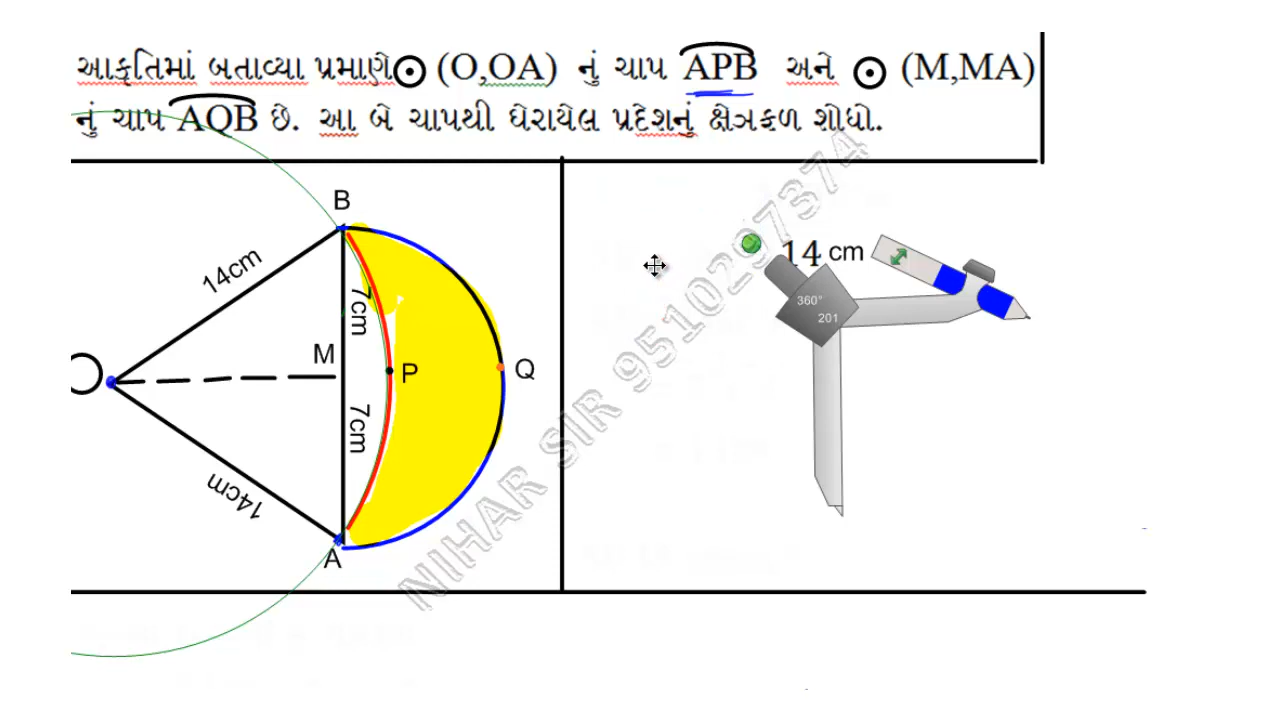 આકૃતિમાં બતાવ્યા પ્રમાણે⊙ (O,OA) નું ચાપ APB અને ⊙ (M,MA)
નું ચાપ AQB છે. આ બે ચાપથી ઘેરાયેલ પ્રદેશનું ક્ષેત્રફળ શોધો.
B
14cm
7cm
M
P
Q
O
7cm
14cm
A
14 cm
360°
201
NIHAR SIR 9510297374